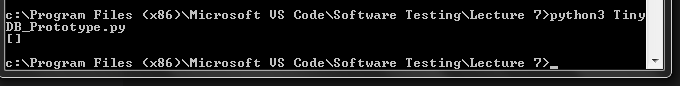 c:\Program Files (x86)\Microsoft VS Code\Software Testing\Lecture 7>python3 Tiny
DB_Prototype.py
[]
c:\Program Files (x86)\Microsoft VS Code\Software Testing\Lecture 7>_